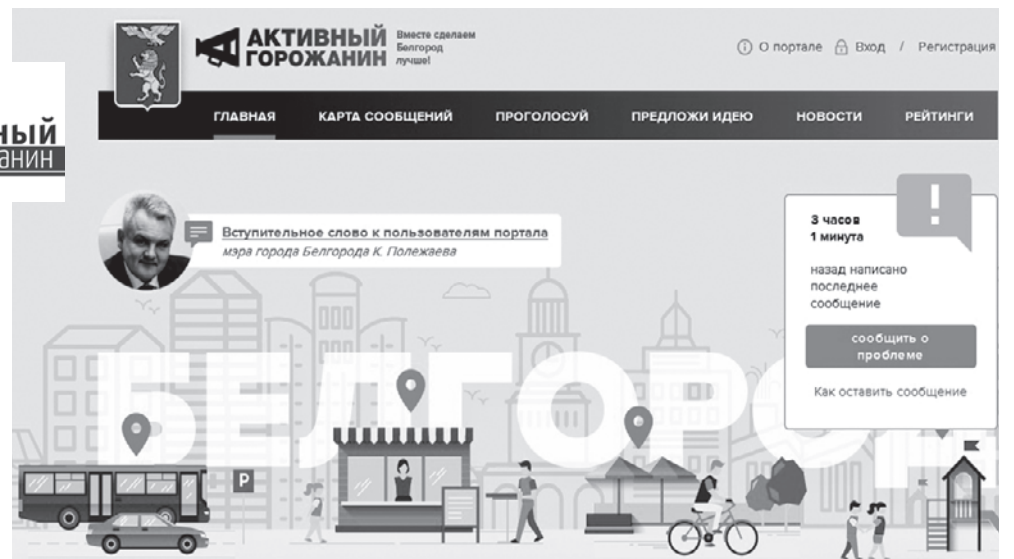 АКТИВНЫЙ
ГОРОЖАНИН
Вместе сделаем
Белгород
лучше!
О портале Вход / Регистрация
ный
анин
ГЛАВНАЯ КАРТА СООБЩЕНИЙ ПРОГОЛОСУЙ ПРЕДЛОЖИ ИДЕЮ НОВОСТИ РЕЙТИНГИ
Вступительное слово к пользователям портала
мэра города Белгорода К. Полежаева
!
3 часов
1 минута
назад написано
последнее
сообщение
сообщить о
проблеме
Как оставить сообщение
БЕЛГОРОД
P